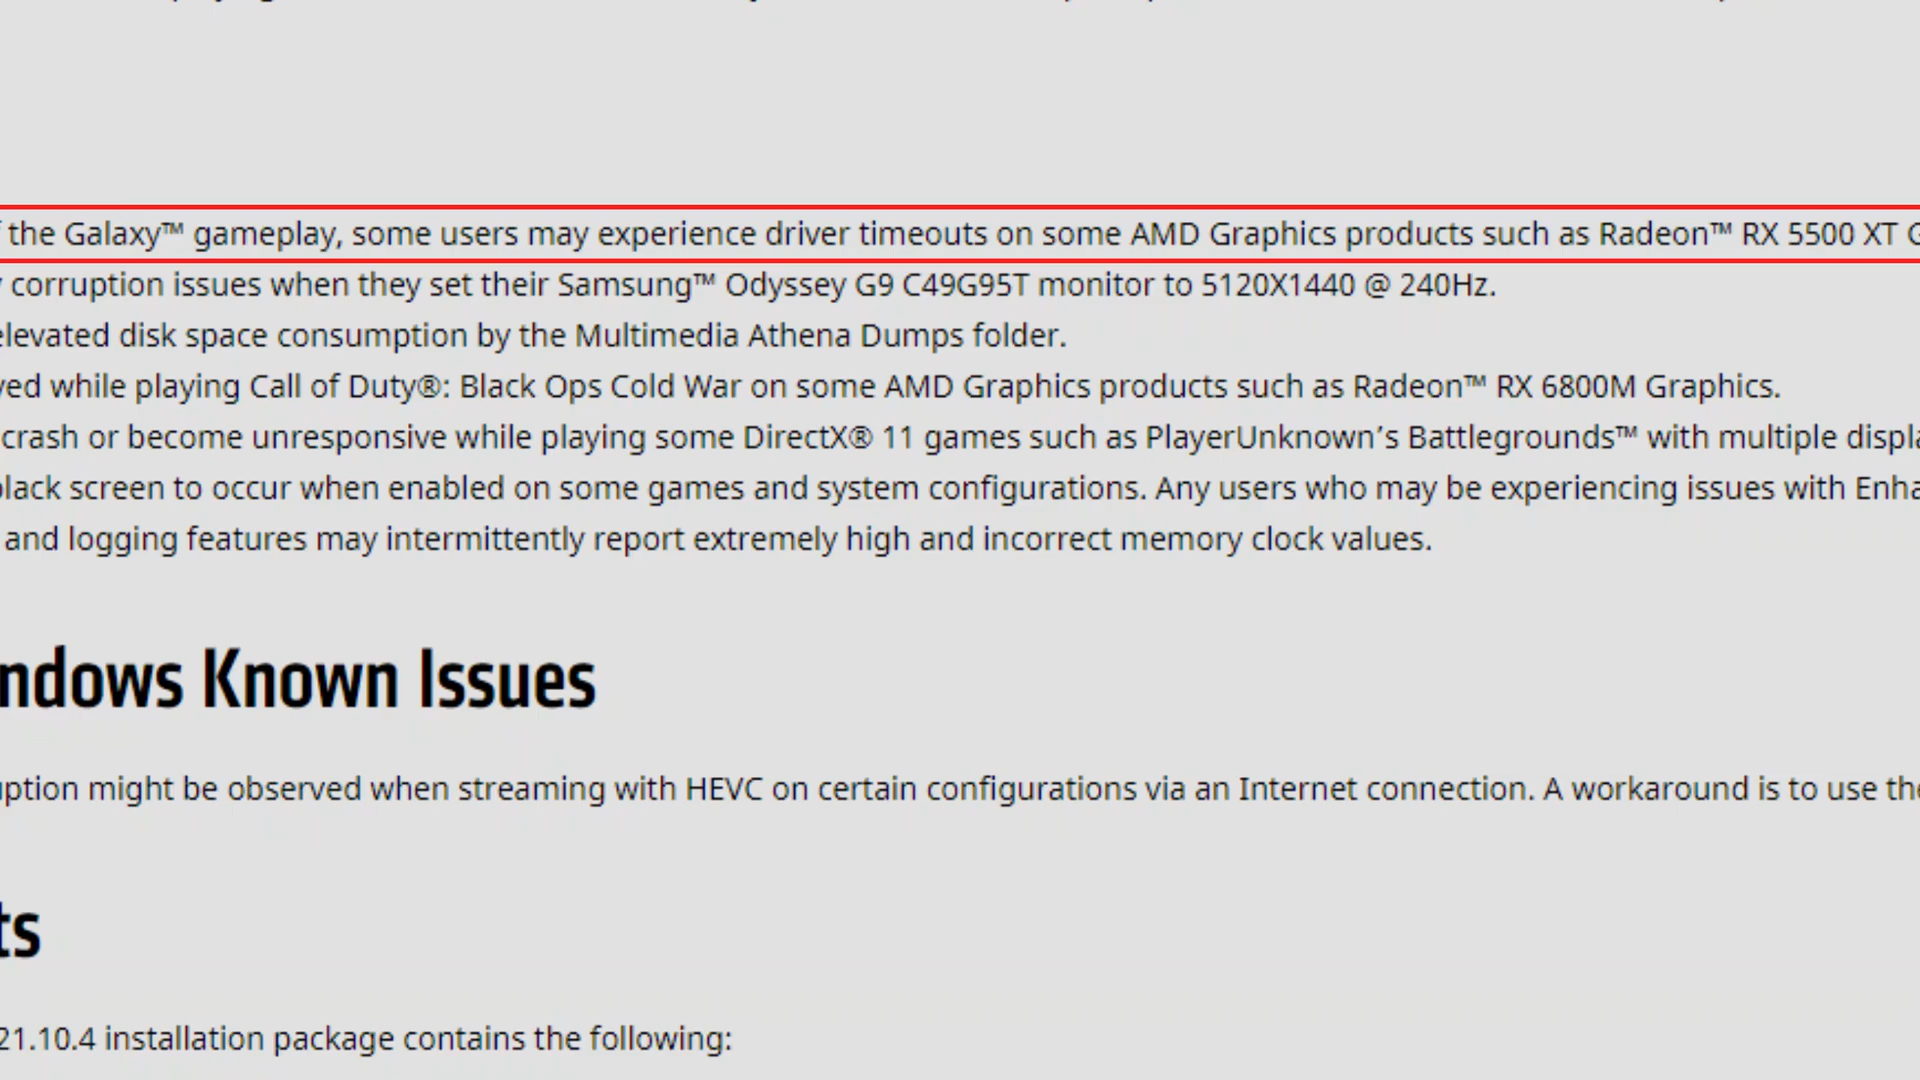 the Galaxy™ gameplay, some users may experience driver timeouts on some AMD Graphics products such as Radeon™ RX 5500 XT
corruption issues when they set their Samsung™ Odyssey G9 C49G95T monitor to 5120X1440 @ 240Hz.
elevated disk space consumption by the Multimedia Athena Dumps folder.
while playing Call of Duty®: Black Ops Cold War on some AMD Graphics products such as Radeon™ RX 6800M Graphics.
crash or become unresponsive while playing some DirectX® 11 games such as PlayerUnknown’s Battlegrounds™ with multiple
black screen to occur when enabled on some games and system configurations. Any users who may be experiencing issues with
and logging features may intermittently report extremely high and incorrect memory clock values.
ndows Known Issues
ption might be observed when streaming with HEVC on certain configurations via an Internet connection. A workaround is to use the
ts
21.10.4 installation package contains the following: